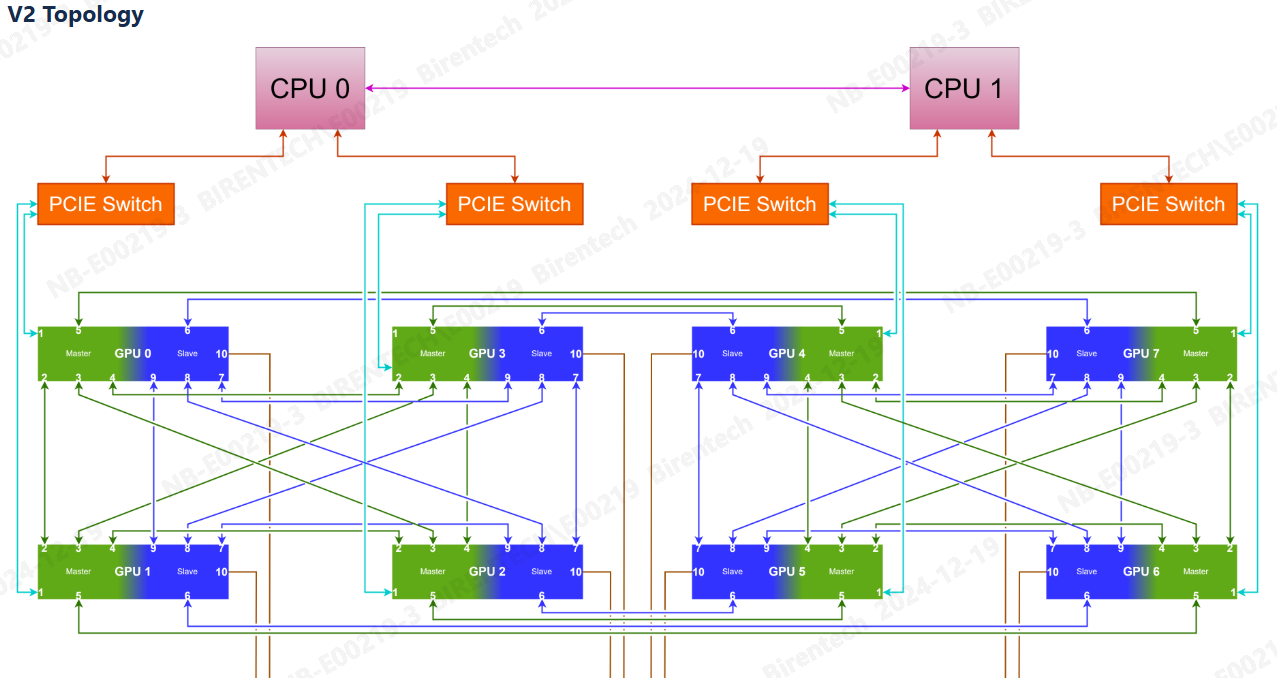 V2 Topology
CPU 0
CPU 1
PCIE Switch
PCIE Switch
PCIE Switch
PCIE Switch
1 5 6
Master GPU 0 Slave 10
2 3 4 9 8 7
1 5 6
Master GPU 3 Slave 10
2 3 4 9 8 7
6 5 1
10 Slave GPU 4 Master
7 8 9 4 3 2
6 5 1
10 Slave GPU 7 Master
7 8 9 4 3 2
2 3 4 9 8 7
Master GPU 1 Slave 10
1 5 6
2 3 4 9 8 7
Master GPU 2 Slave 10
1 5 6
7 8 9 4 3 2
10 Slave GPU 5 Master
6 5 1
7 8 9 4 3 2
10 Slave GPU 6 Master
6 5 1
NB-E00219-3 BIRENTECH\E00219 Birentech 2024-12-19